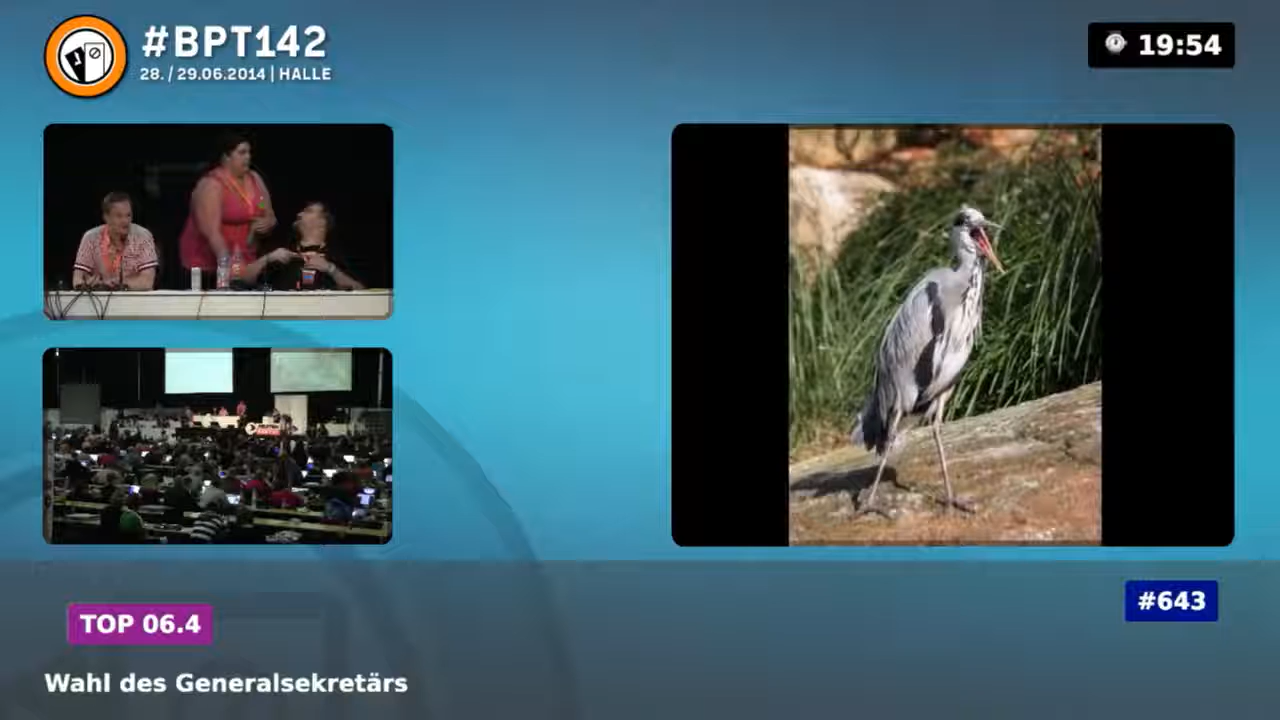 #BPT142
28. / 29.06.2014 | HALLE
19:54
#643
TOP 06.4
Wahl des Generalsekretärs